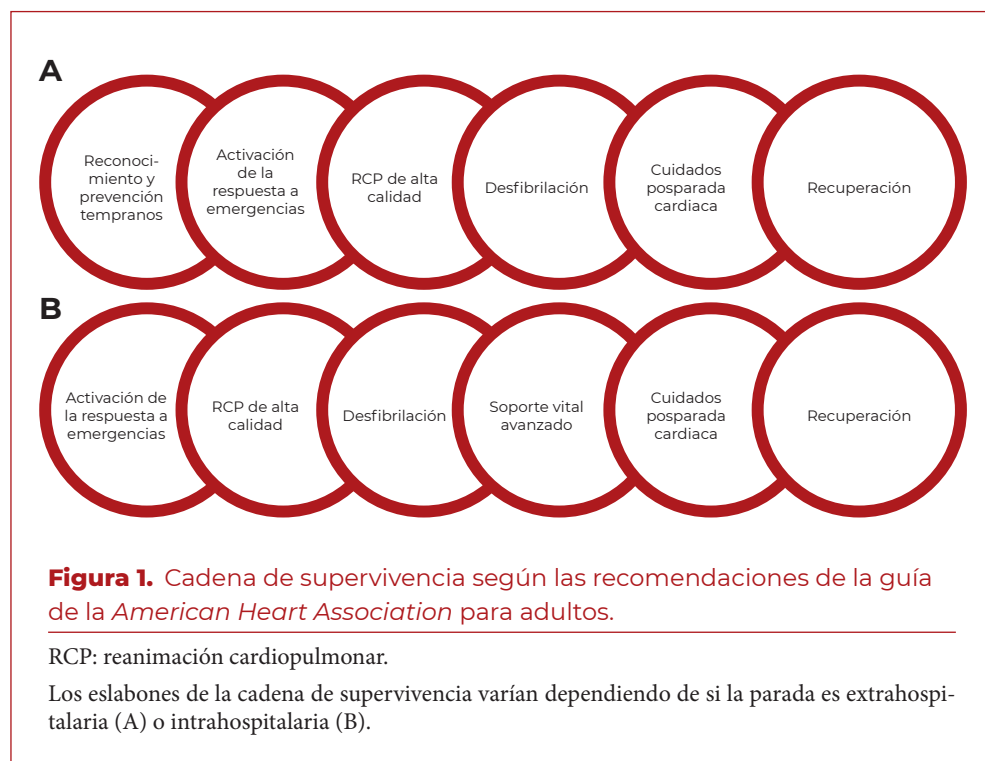 A
Reconoci-
miento y
prevención
tempranos
Activación
de la
respuesta a
emergencias
RCP de alta
calidad
Desfibrilación
Cuidados
posparada
cardiaca
Recuperación
B
Activación de
la respuesta a
emergencias
RCP de alta
calidad
Desfibrilación
Soporte vital
avanzado
Cuidados
posparada
cardiaca
Recuperación
Figura 1. Cadena de supervivencia según las recomendaciones de la guía
de la American Heart Association para adultos.
RCP: reanimación cardiopulmonar.
Los eslabones de la cadena de supervivencia varían dependiendo de si la parada es extrahospi-
talaria (A) o intrahospitalaria (B).